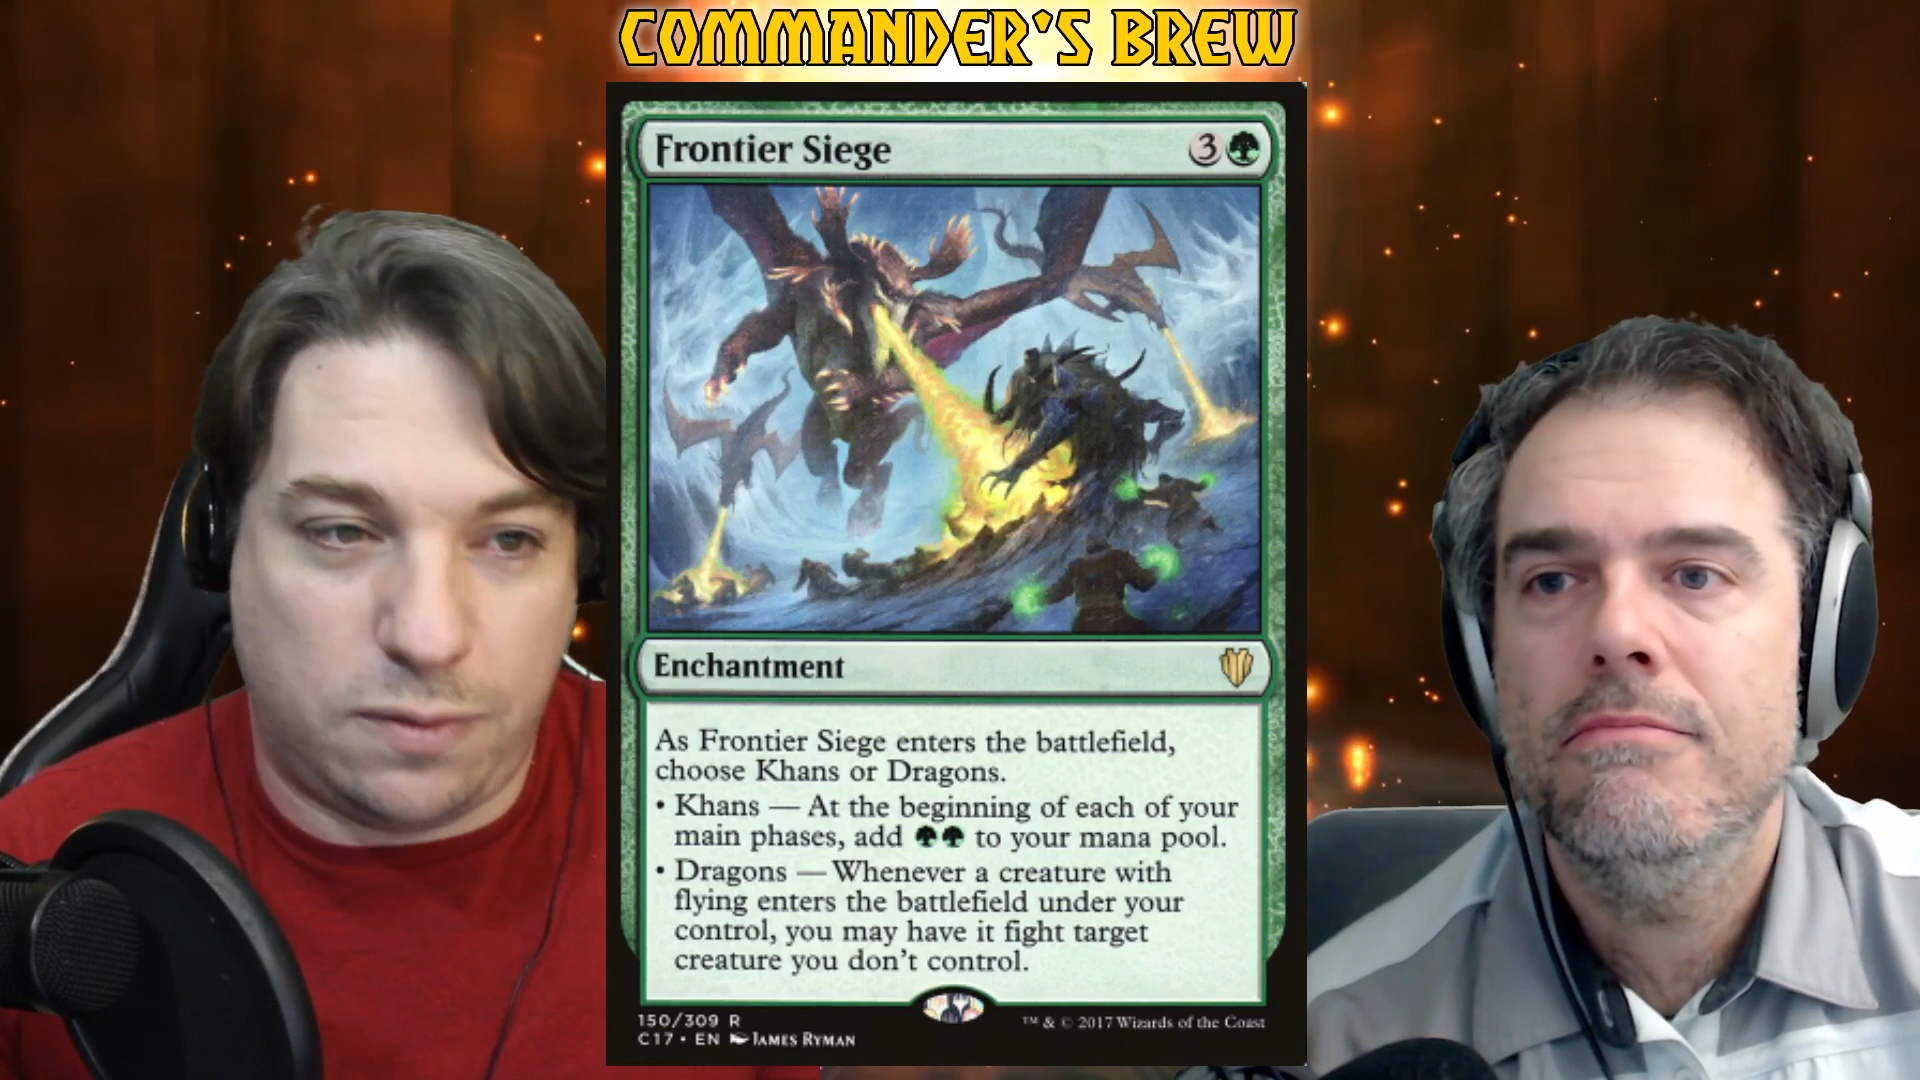 COMMANDER'S BREW
Frontier Siege 3
Enchantment
As Frontier Siege enters the battlefield,
choose Khans or Dragons.
• Khans — At the beginning of each of your
main phases, add to your mana pool.
• Dragons — Whenever a creature with
flying enters the battlefield under your
control, you may have it fight target
creature you don't control.
150/309 R
C17 • EN JAMES RYMAN
™ & © 2017 Wizards of the Coast